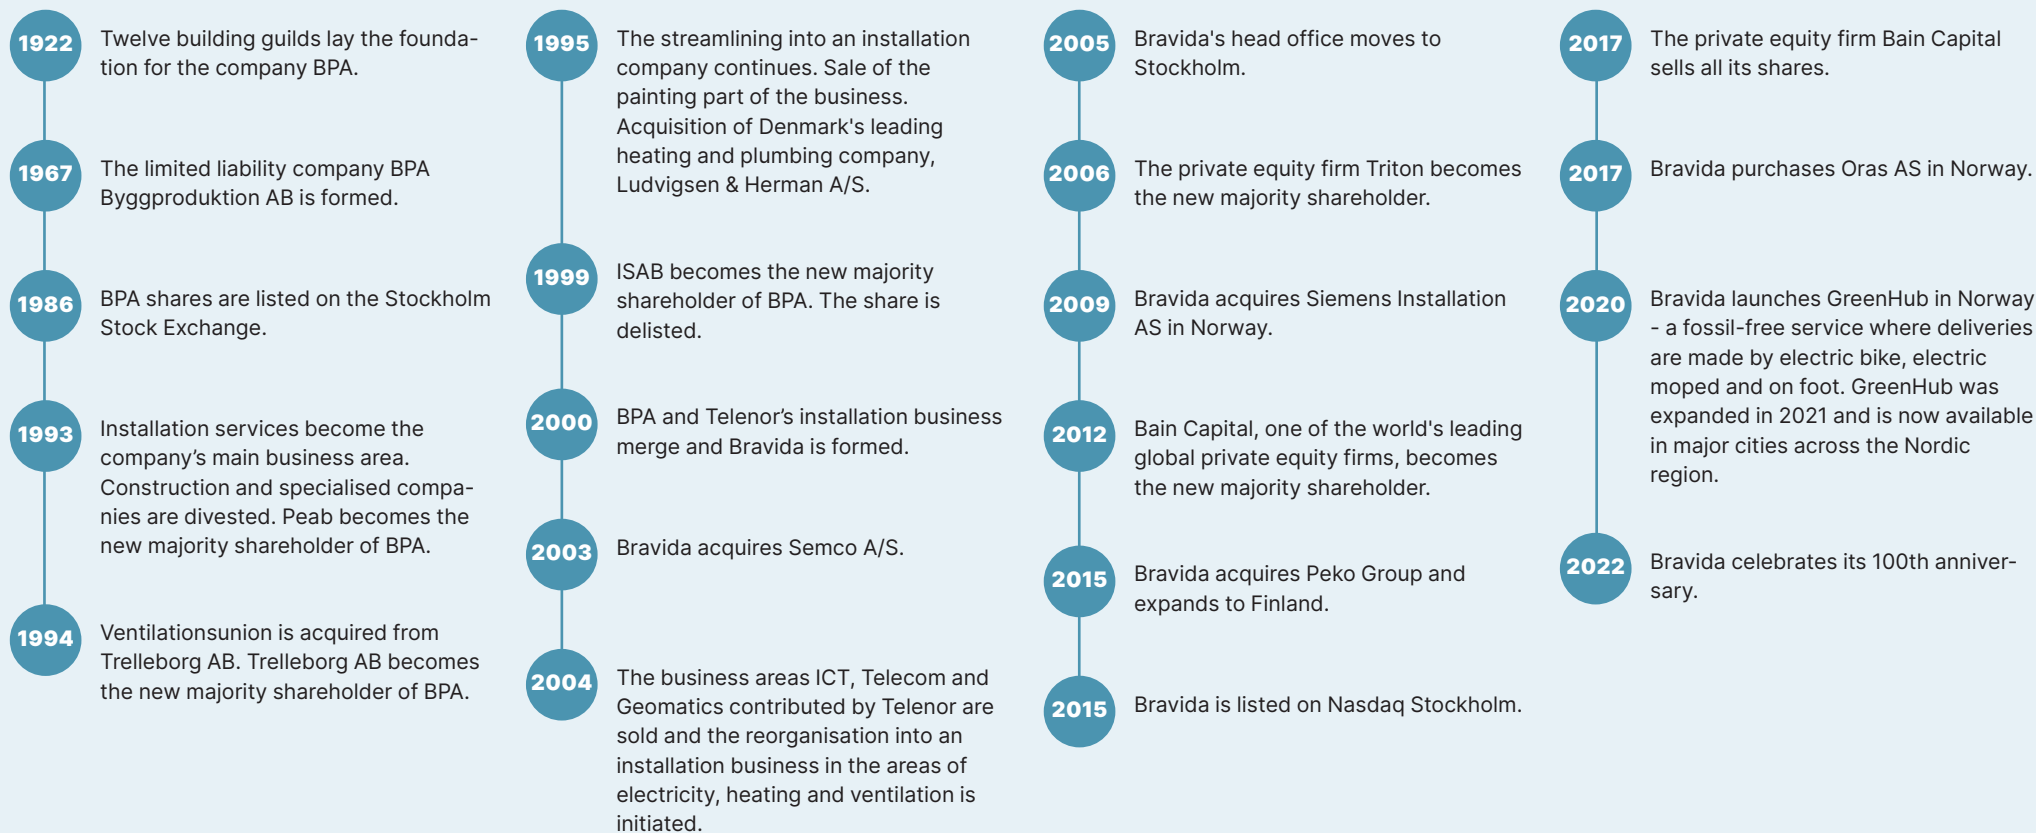 1922
Twelve building guilds lay the founda-
tion for the company BPA.
1967
The limited liability company BPA
Byggproduktion AB is formed.
1986
BPA shares are listed on the Stockholm
Stock Exchange.
1993
Installation services become the
company’s main business area.
Construction and specialised compa-
nies are divested. Peab becomes the
new majority shareholder of BPA.
1994
Ventilationsunion is acquired from
Trelleborg AB. Trelleborg AB becomes
the new majority shareholder of BPA.
1995
The streamlining into an installation
company continues. Sale of the
painting part of the business.
Acquisition of Denmark's leading
heating and plumbing company,
Ludvigsen & Herman A/S.
1999
ISAB becomes the new majority
shareholder of BPA. The share is
delisted.
2000
BPA and Telenor’s installation business
merge and Bravida is formed.
2003
Bravida acquires Semco A/S.
2004
The business areas ICT, Telecom and
Geomatics contributed by Telenor are
sold and the reorganisation into an
installation business in the areas of
electricity, heating and ventilation is
initiated.
2005
Bravida's head office moves to
Stockholm.
2006
The private equity firm Triton becomes
the new majority shareholder.
2009
Bravida acquires Siemens Installation
AS in Norway.
2012
Bain Capital, one of the world's leading
global private equity firms, becomes
the new majority shareholder.
2015
Bravida acquires Peko Group and
expands to Finland.
2015
Bravida is listed on Nasdaq Stockholm.
2017
The private equity firm Bain Capital
sells all its shares.
2017
Bravida purchases Oras AS in Norway.
2020
Bravida launches GreenHub in Norway
- a fossil-free service where deliveries
are made by electric bike, electric
moped and on foot. GreenHub was
expanded in 2021 and is now available
in major cities across the Nordic
region.
2022
Bravida celebrates its 100th anniver-
sary.